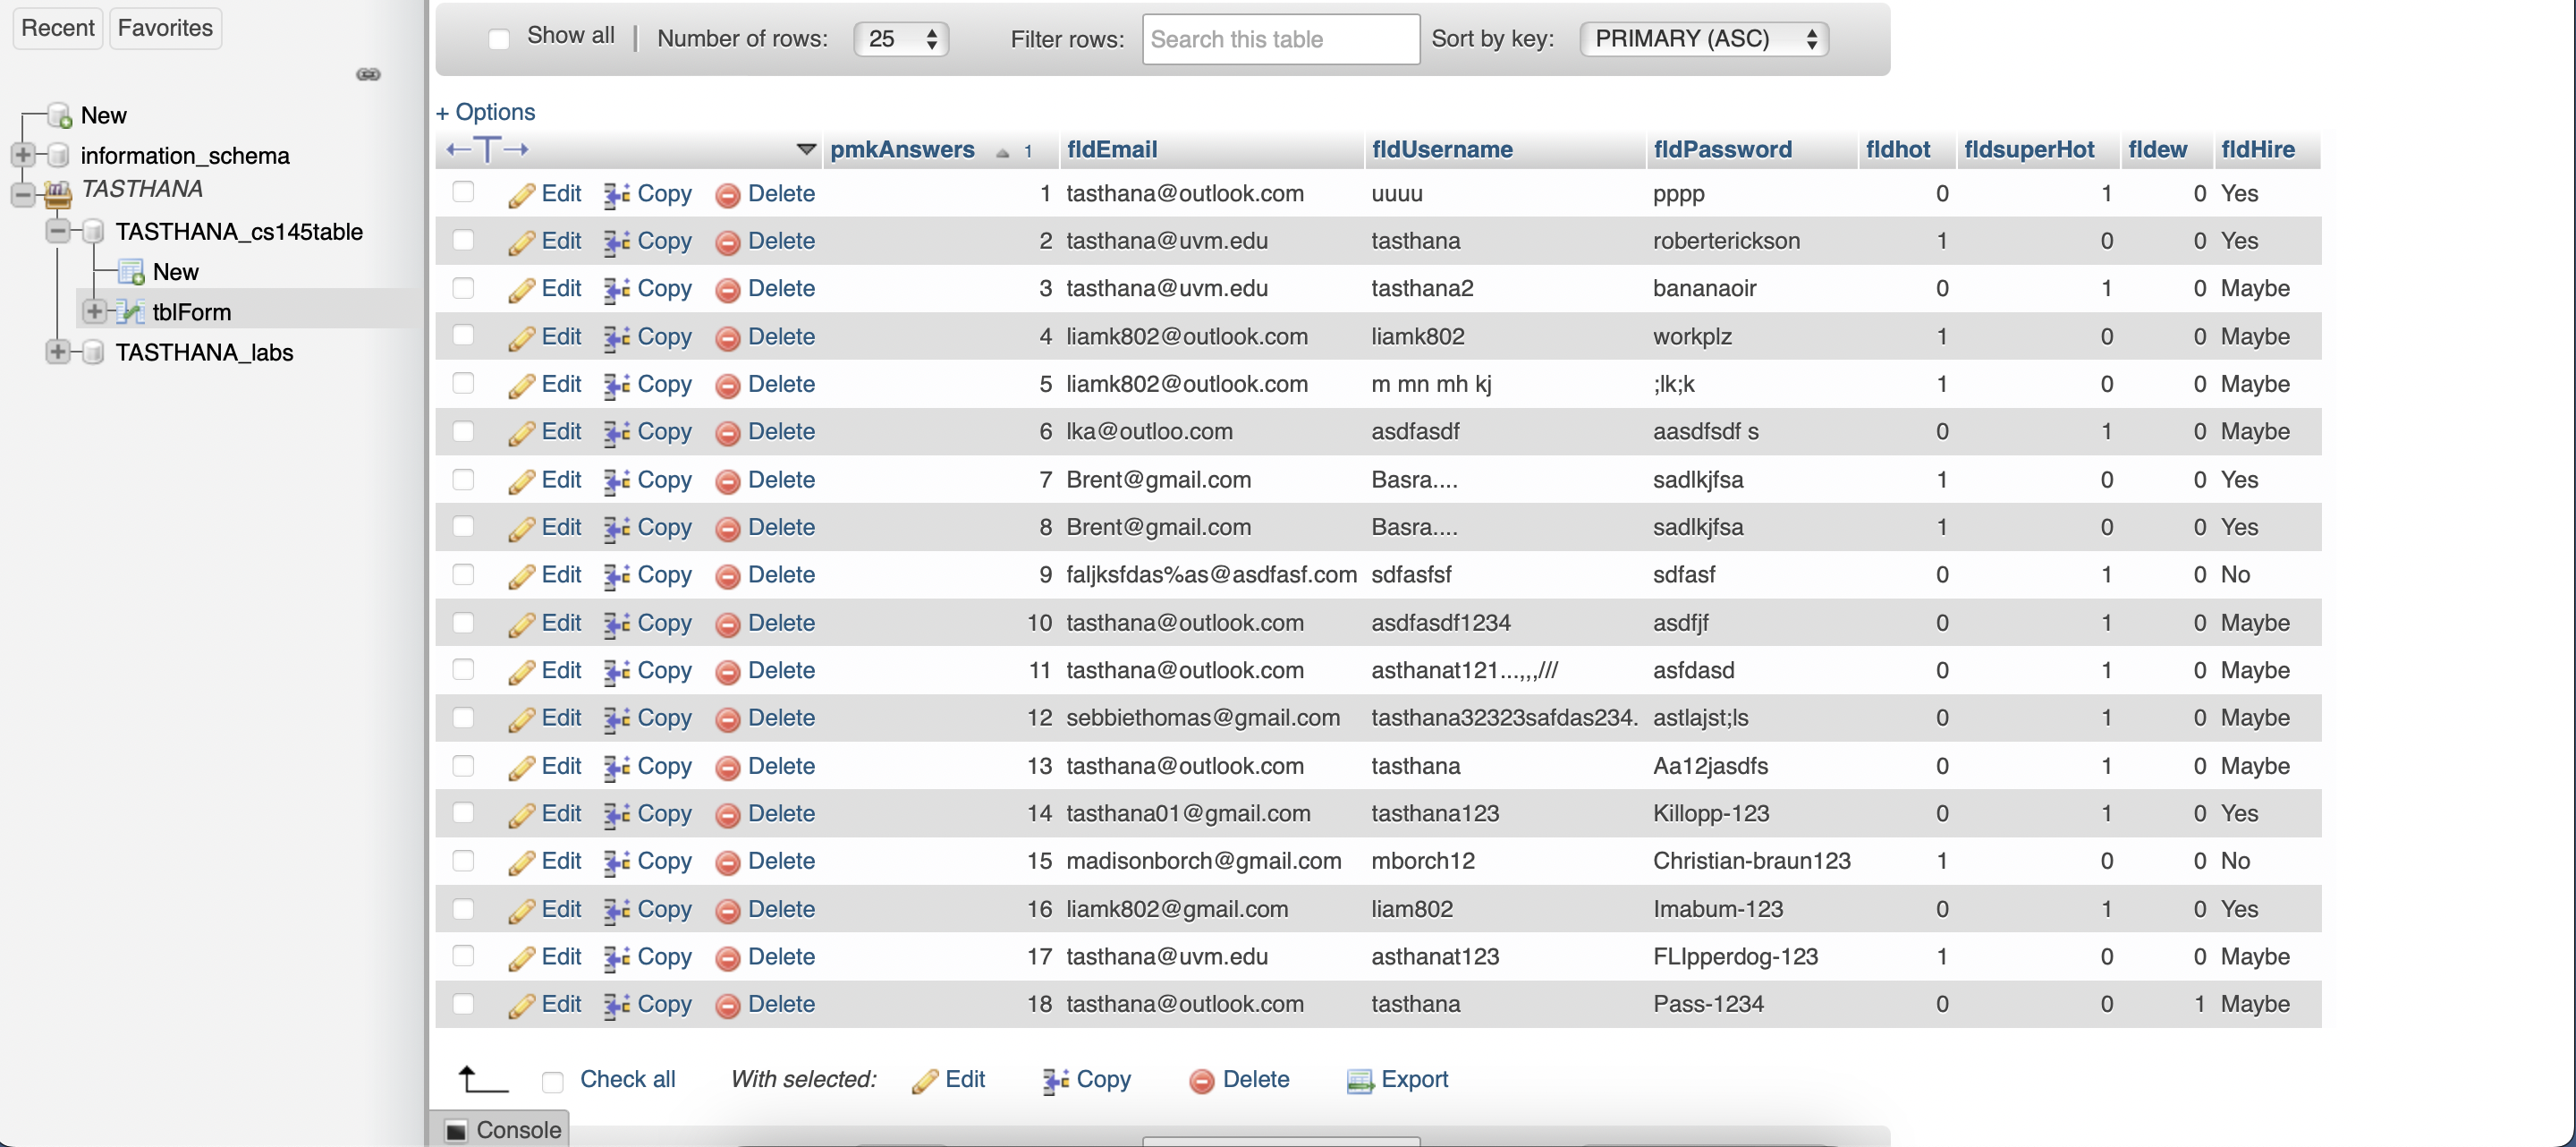 Recent Favorites
New
information_schema
TASTHANA
TASTHANA_cs145table
New
tblForm
TASTHANA_labs
Show all | Number of rows: 25 Filter rows: Search this table Sort by key: PRIMARY (ASC)
+ Options
←T→ pmkAnswers 1 fldEmail fldUsername fldPassword fldhot fldsuperHot fldew fldHire
Edit Copy Delete 1 tasthana@outlook.com uuuu pppp 0 1 0 Yes
Edit Copy Delete 2 tasthana@uvm.edu tasthana roberterickson 1 0 0 Yes
Edit Copy Delete 3 tasthana@uvm.edu tasthana2 bananaoir 0 1 0 Maybe
Edit Copy Delete 4 liamk802@outlook.com liamk802 workplz 1 0 0 Maybe
Edit Copy Delete 5 liamk802@outlook.com m mn mh kj ;lk;k 1 0 0 Maybe
Edit Copy Delete 6 lka@outloo.com asdfasdf aasdfsdf s 0 1 0 Maybe
Edit Copy Delete 7 Brent@gmail.com Basra.... sadlkjfsa 1 0 0 Yes
Edit Copy Delete 8 Brent@gmail.com Basra.... sadlkjfsa 1 0 0 Yes
Edit Copy Delete 9 faljksfdas%as@asdfasf.com sdfasfsf sdfasf 0 1 0 No
Edit Copy Delete 10 tasthana@outlook.com asdfasdf1234 asdfjf 0 1 0 Maybe
Edit Copy Delete 11 tasthana@outlook.com asthanat121...,,,/// asfdasd 0 1 0 Maybe
Edit Copy Delete 12 sebbiethomas@gmail.com tasthana32323safdas234. astlajst;ls 0 1 0 Maybe
Edit Copy Delete 13 tasthana@outlook.com tasthana Aa12jasdfs 0 1 0 Maybe
Edit Copy Delete 14 tasthana01@gmail.com tasthana123 Killopp-123 0 1 0 Yes
Edit Copy Delete 15 madisonborch@gmail.com mborch12 Christian-braun123 1 0 0 No
Edit Copy Delete 16 liamk802@gmail.com liam802 Imabum-123 0 1 0 Yes
Edit Copy Delete 17 tasthana@uvm.edu asthanat123 FLIpperdog-123 1 0 0 Maybe
Edit Copy Delete 18 tasthana@outlook.com tasthana Pass-1234 0 0 1 Maybe
Check all With selected: Edit Copy Delete Export
Console